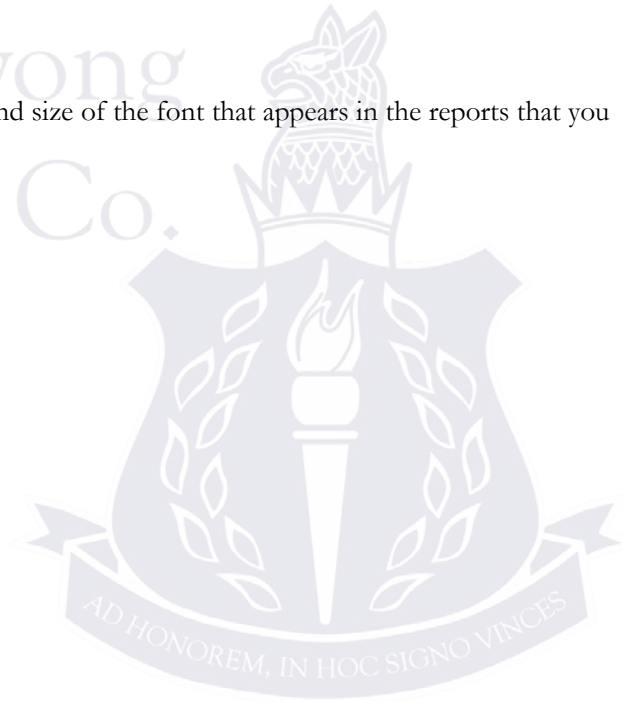 nd size of the font that appears in the reports that you
Co.
AD HONOREM, IN HOC SIGNO VINCES